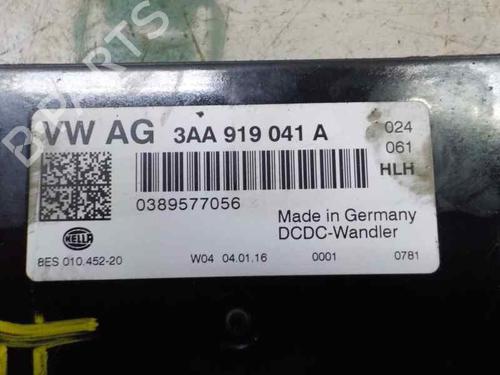 VW AG 3AA 919 041 A 024
061
HLH
0389577056
Made in Germany
DCDC-Wandler
HELLA
8ES 010.452-20 W04 04.01.16 0001 0781
B-PARTS